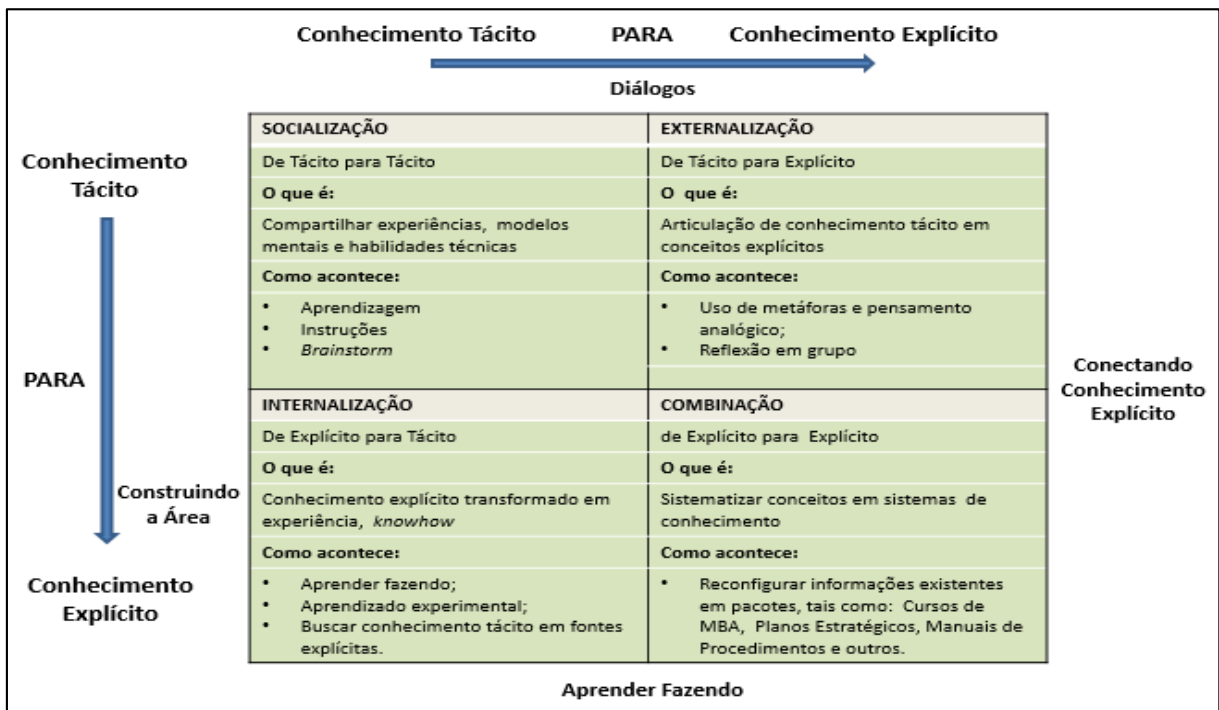 Conhecimento Tácito PARA Conhecimento Explícito
Diálogos
Conhecimento
Tácito
PARA
Construindo
a Área
Conhecimento
Explícito
SOCIALIZAÇÃO
De Tácito para Tácito
O que é:
Compartilhar experiências, modelos
mentais e habilidades técnicas
Como acontece:
• Aprendizagem
• Instruções
• Brainstorm
EXTERNALIZAÇÃO
De Tácito para Explícito
O que é:
Articulação de conhecimento tácito em
conceitos explícitos
Como acontece:
• Uso de metáforas e pensamento
analógico;
• Reflexão em grupo
INTERNALIZAÇÃO
De Explícito para Tácito
O que é:
Conhecimento explícito transformado em
experiência, knowhow
Como acontece:
• Aprender fazendo;
• Aprendizado experimental;
• Buscar conhecimento tácito em fontes
explícitas.
COMBINAÇÃO
de Explícito para Explícito
O que é:
Sistematizar conceitos em sistemas de
conhecimento
Como acontece:
• Reconfigurar informações existentes
em pacotes, tais como: Cursos de
MBA, Planos Estratégicos, Manuais de
Procedimentos e outros.
Conectando
Conhecimento
Explícito
Aprender Fazendo